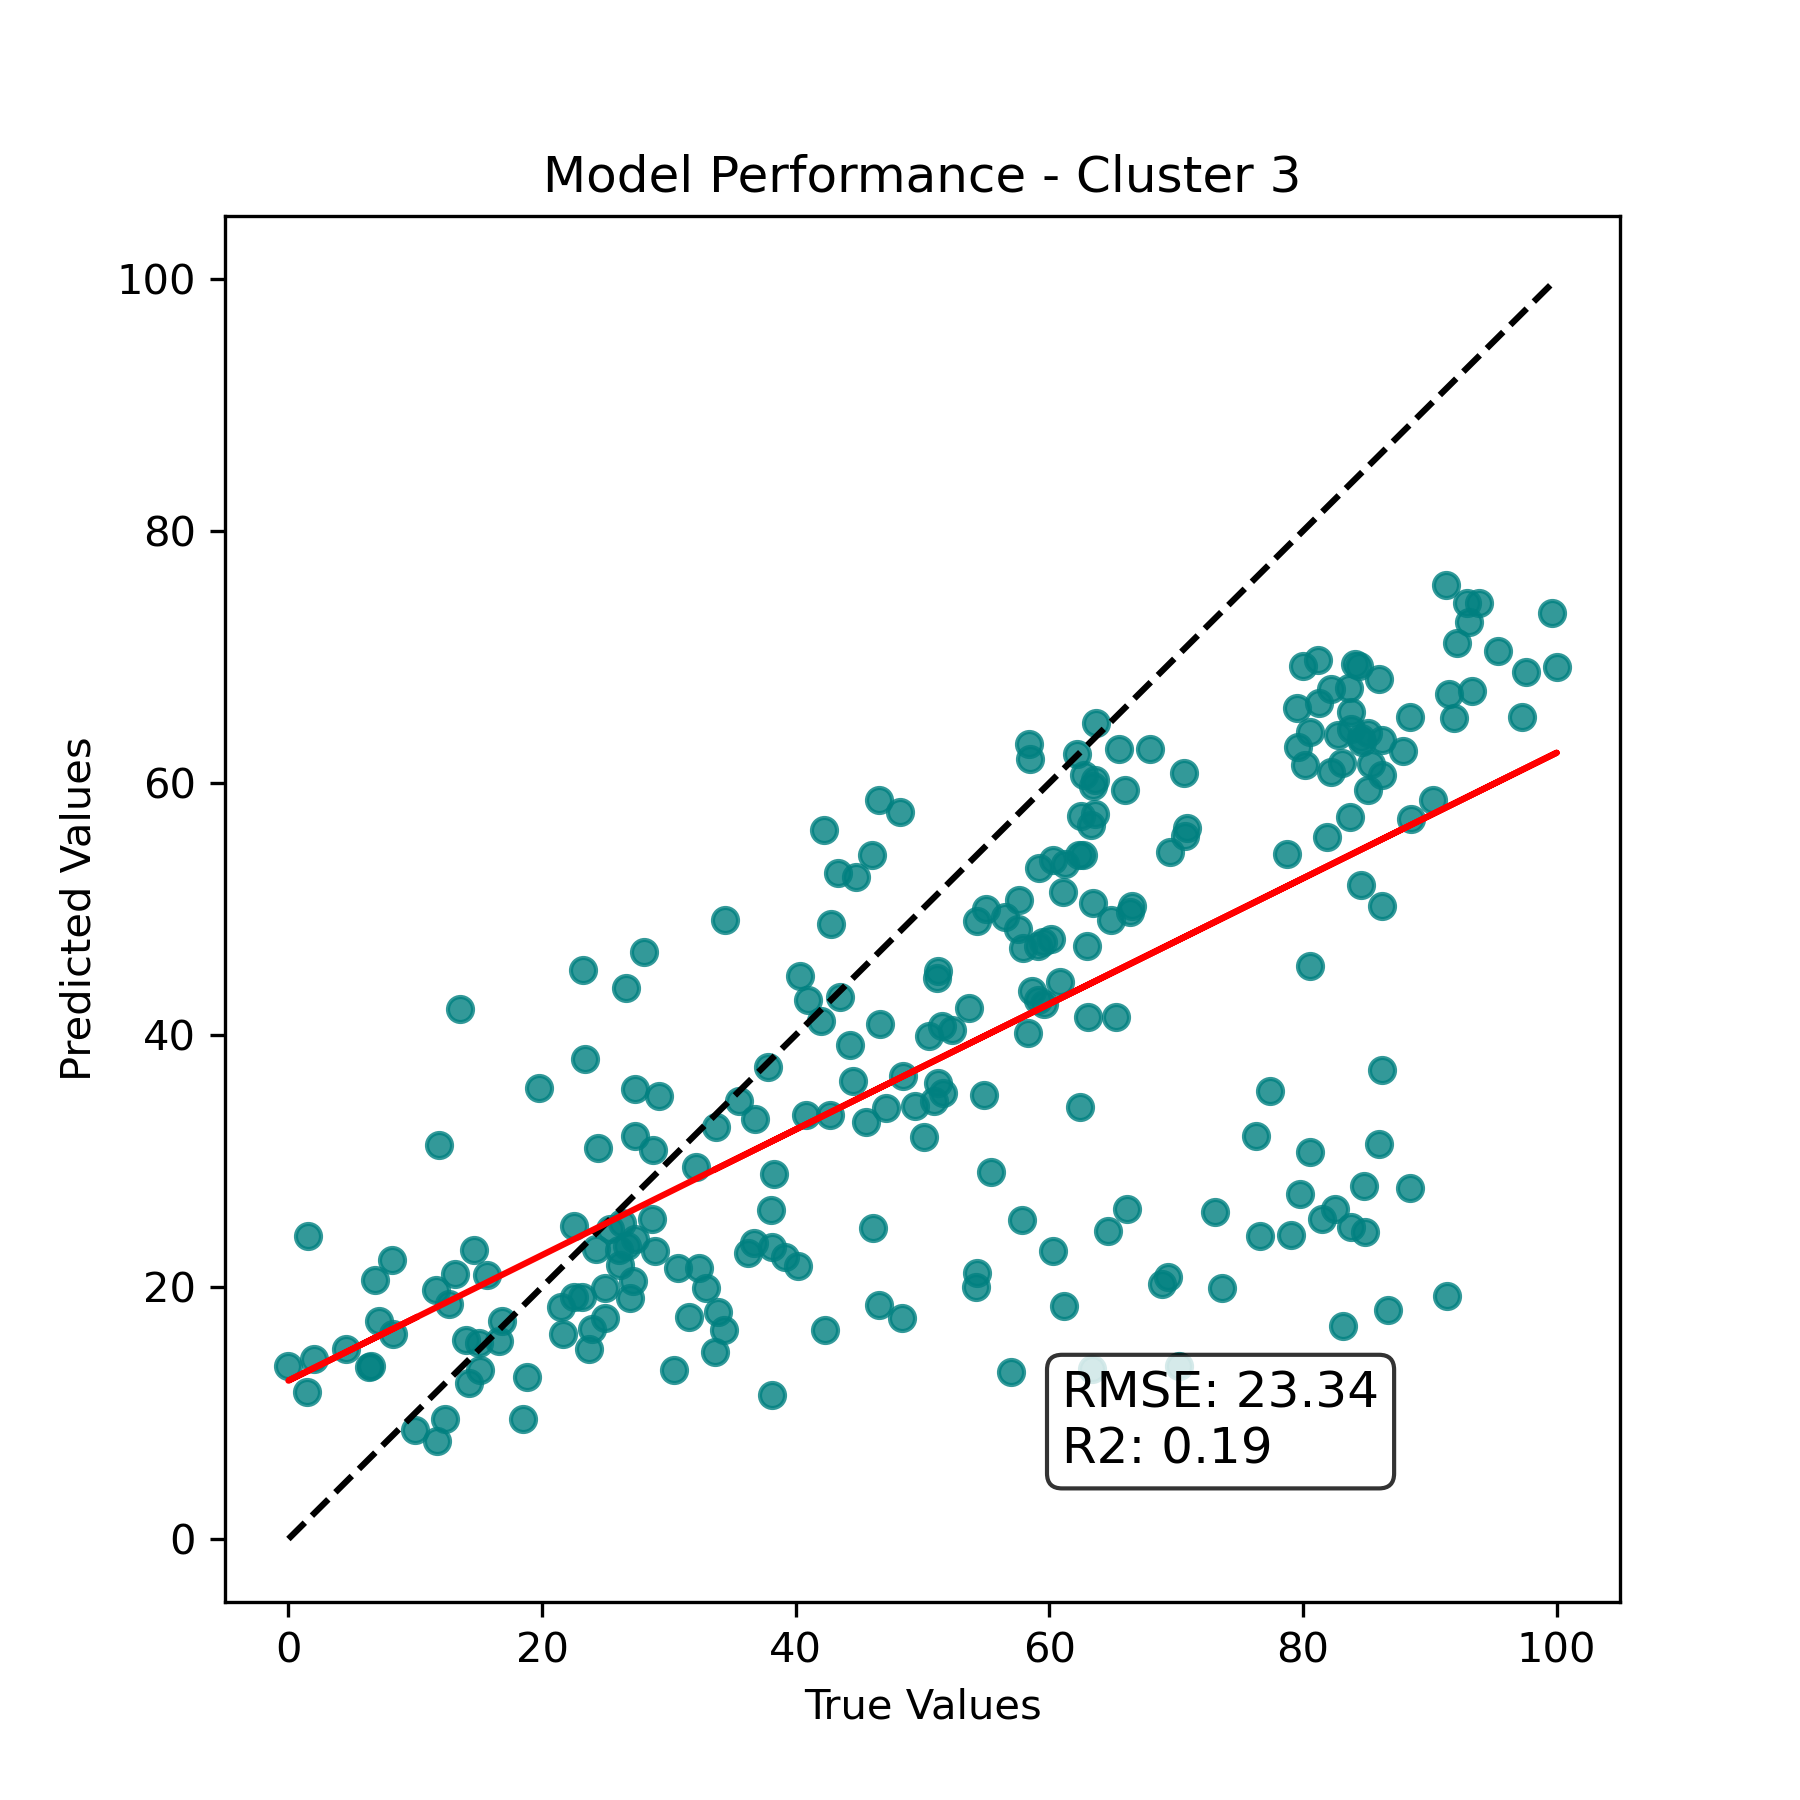 Model Performance - Cluster 3
100
80
60
40
20
0
Predicted Values
RMSE: 23.34
R2: 0.19
0 20 40 60 80 100
True Values